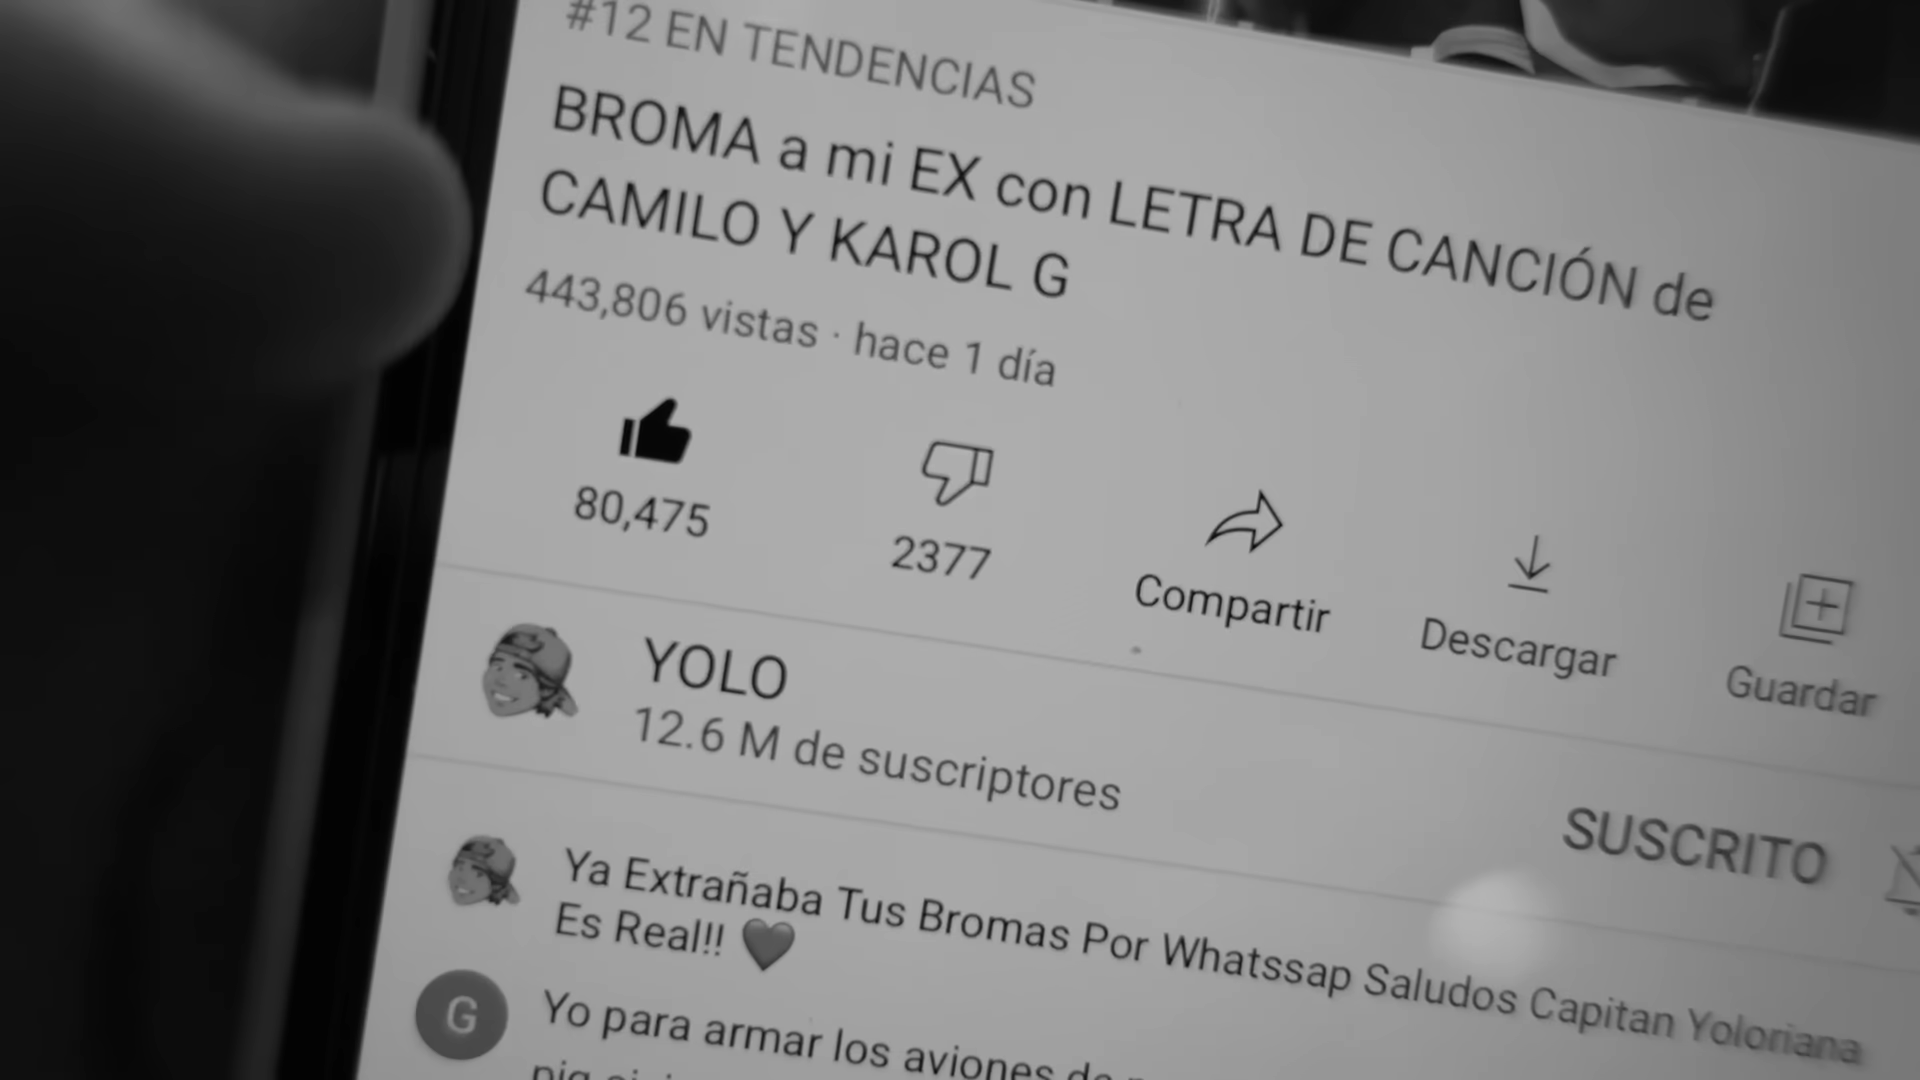 #12 EN TENDENCIAS
BROMA a mi EX con LETRA DE CANCIÓN de
CAMILO Y KAROL G
443,806 vistas · hace 1 día
80,475
2377
Compartir
Descargar
Guardar
YOLO
12.6 M de suscriptores
SUSCRITO
Ya Extrañaba Tus Bromas Por Whatssap Saludos Capitan Yoloriana
Es Real!! 🖤
G
Yo para armar los aviones